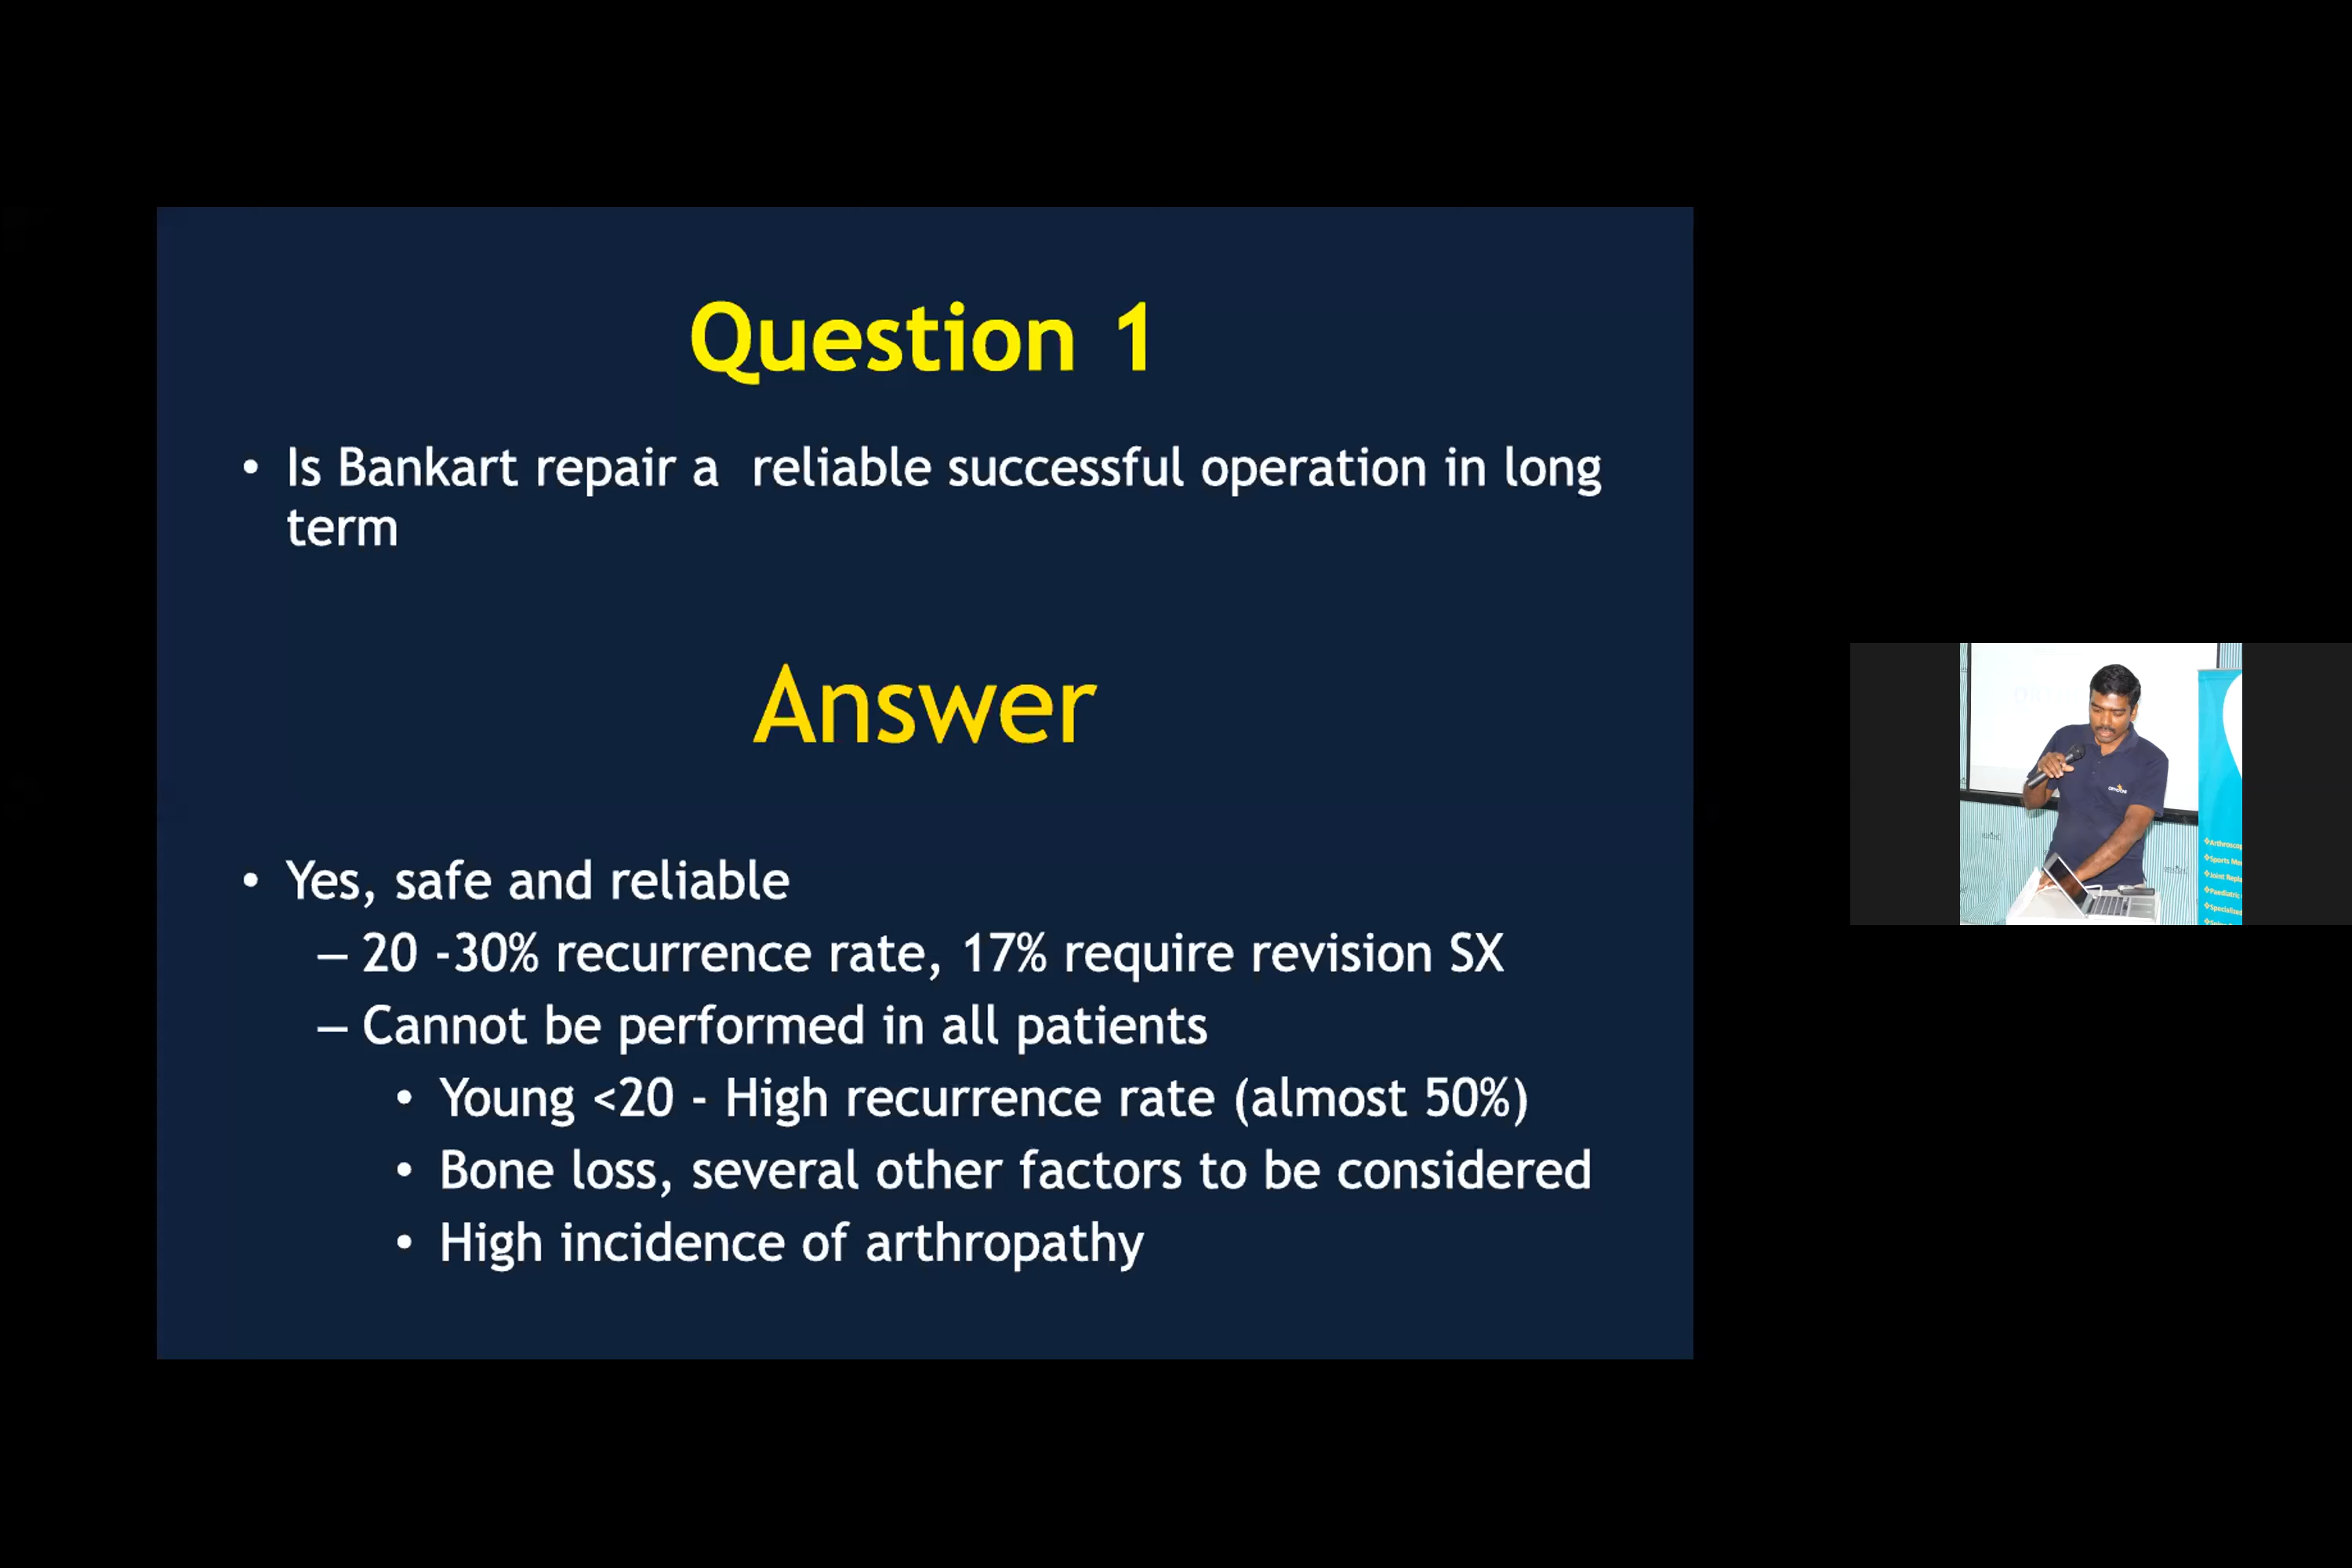 Question 1
• Is Bankart repair a  reliable successful operation in long
term
Answer
• Yes, safe and reliable
– 20 -30% recurrence rate, 17% require revision SX
– Cannot be performed in all patients
• Young <20 - High recurrence rate (almost 50%)
• Bone loss, several other factors to be considered
• High incidence of arthropathy